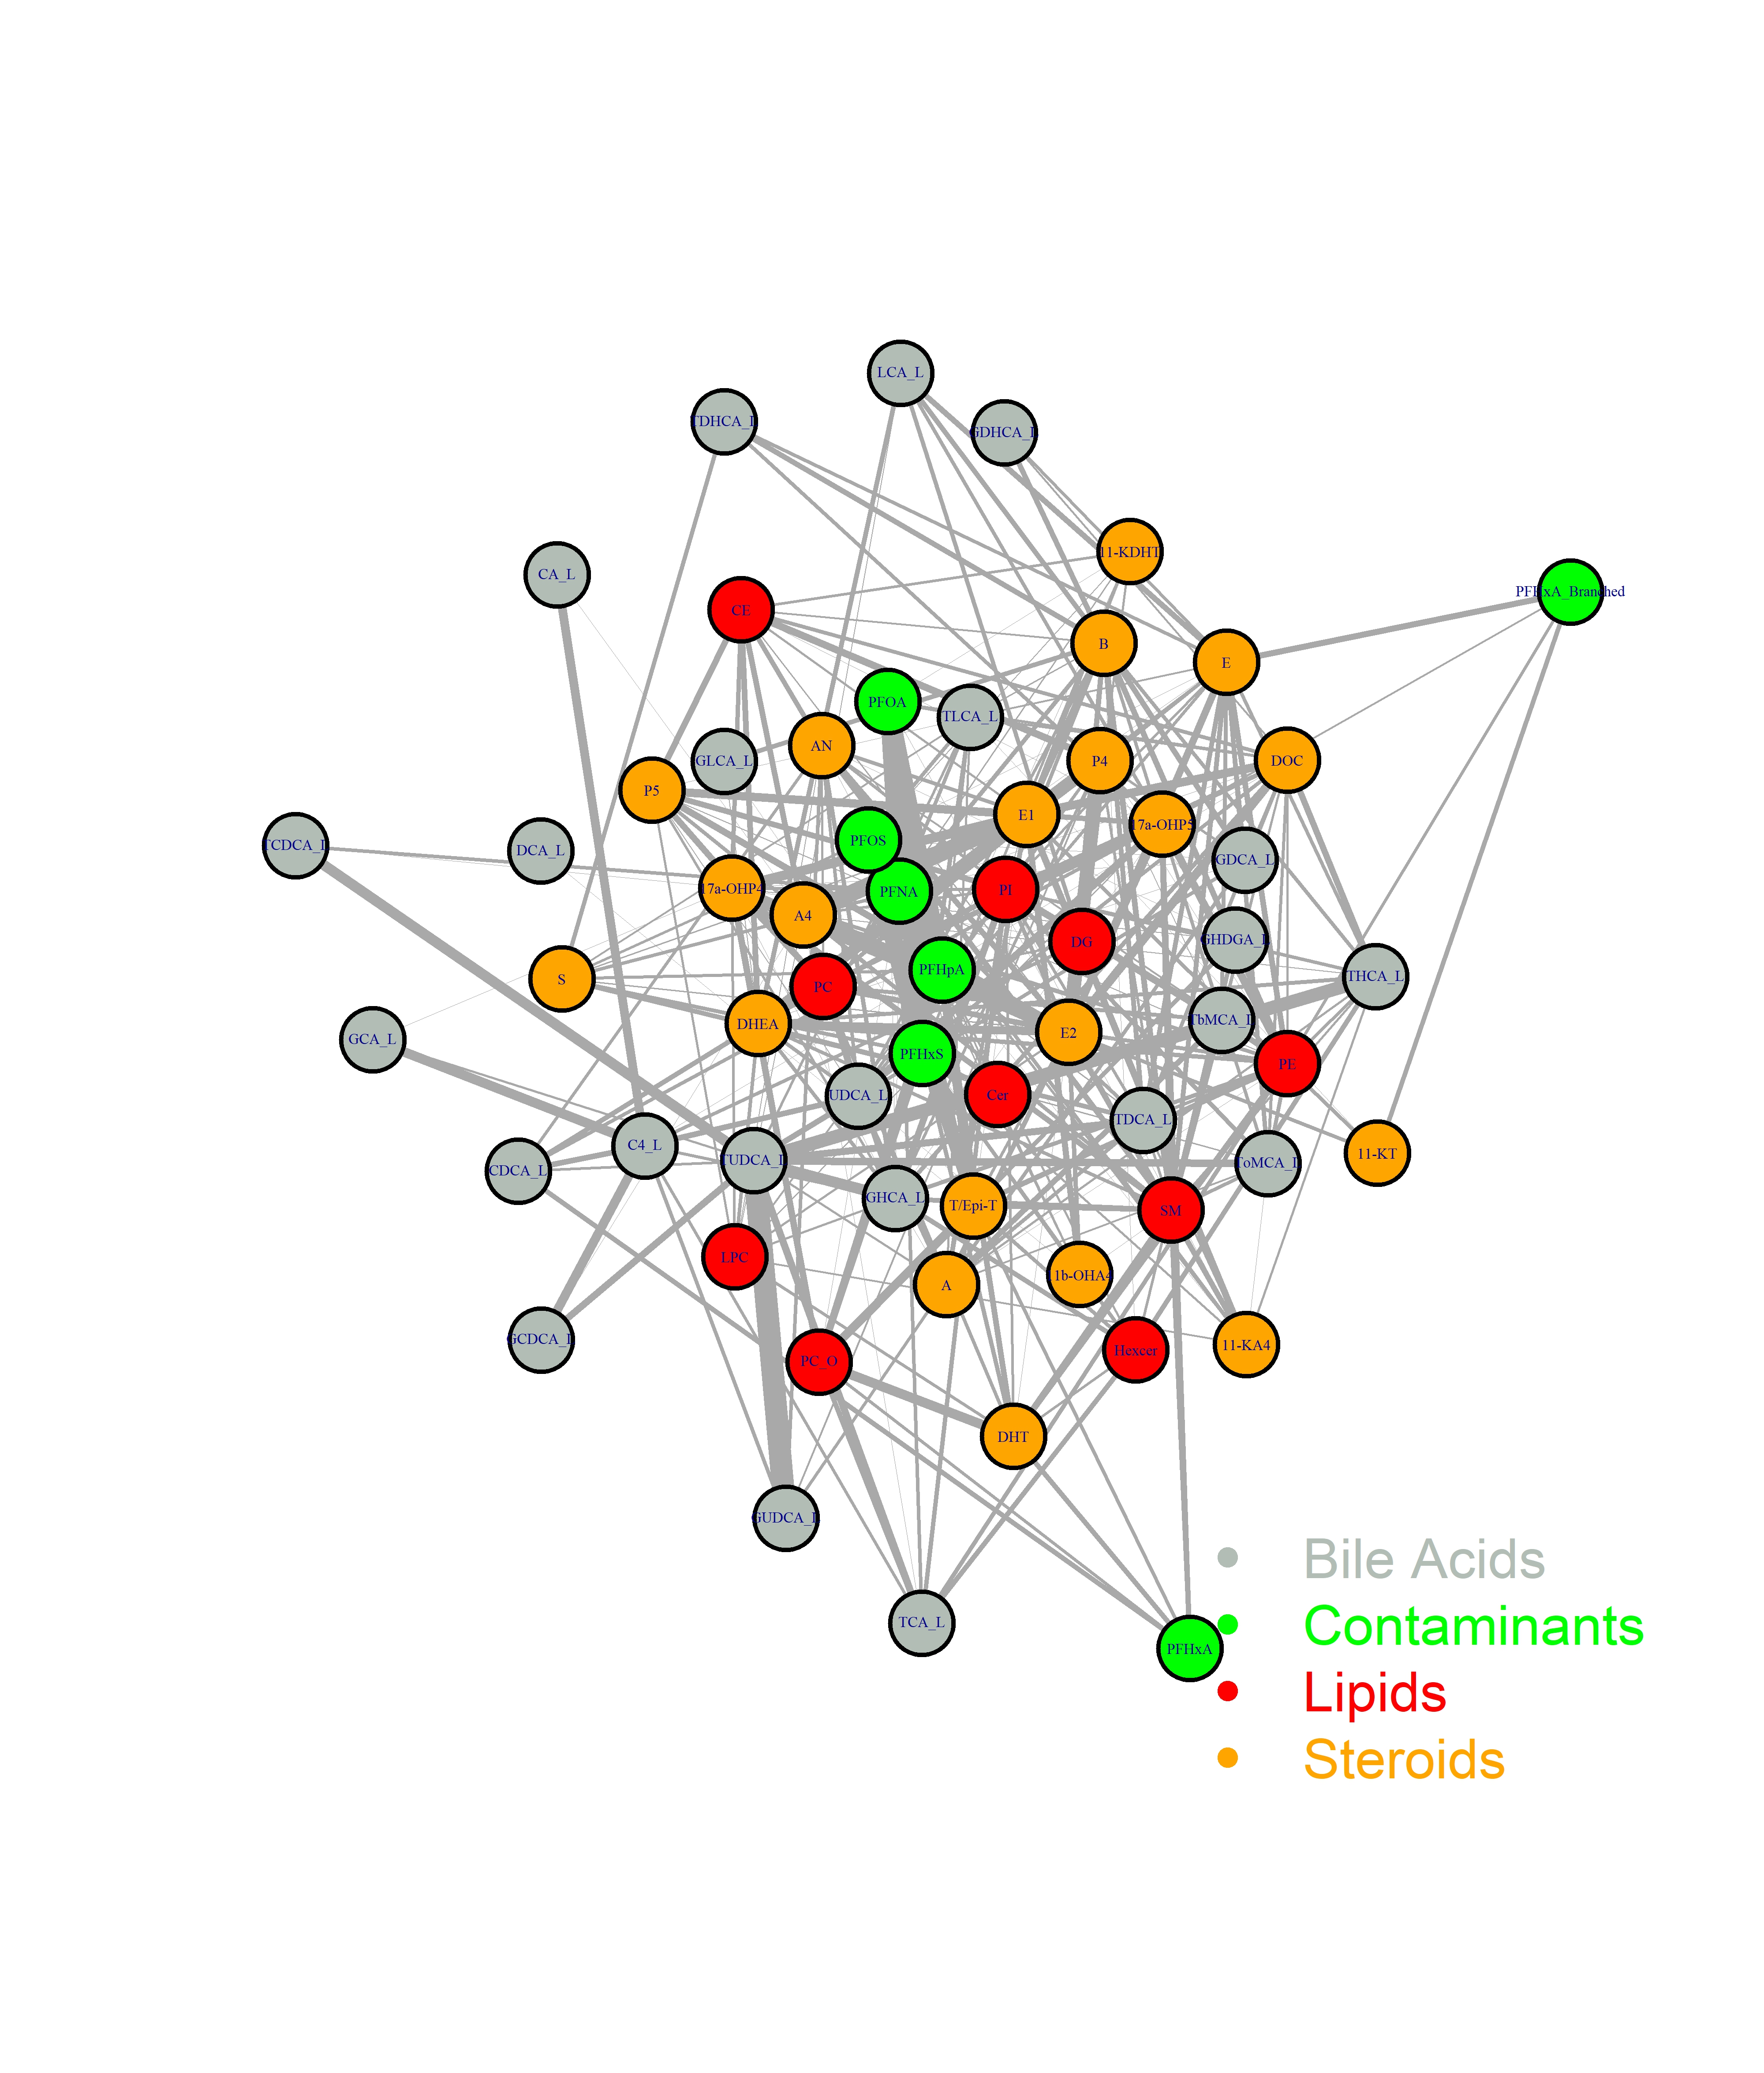 LCA_L
TDHCA_L
GDHCA_L
11-KDHT
CA_L
PFHxA_Branched
CE
B
E
PFOA
TLCA_L
AN
GLCA_L
P4
DOC
P5
E1
17a-OHP5
PFOS
TCDCA_L
DCA_L
GDCA_L
17a-OHP4
PFNA
PI
A4
DG
GHDGA_L
PFHpA
S
PC
THCA_L
DHEA
E2
TbMCA_L
GCA_L
PFHxS
PE
UDCA_L
Cer
TDCA_L
C4_L
11-KT
CDCA_L
TUDCA_L
ToMCA_L
GHCA_L
T/Epi-T
SM
LPC
A
1b-OHA4
GCDCA_L
PC_O
Hexcer
11-KA4
DHT
GUDCA_L
TCA_L
PFHxA
Bile Acids
Contaminants
Lipids
Steroids